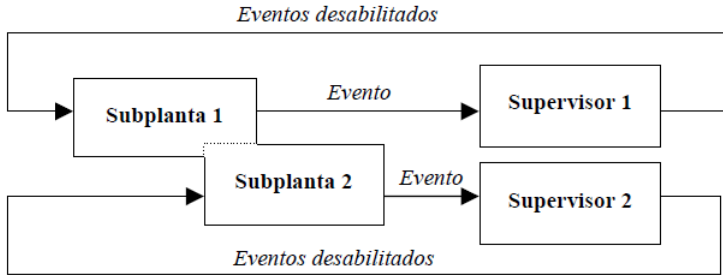 Eventos desabilitados
Evento
Subplanta 1
Supervisor 1
Subplanta 2
Evento
Supervisor 2
Eventos desabilitados